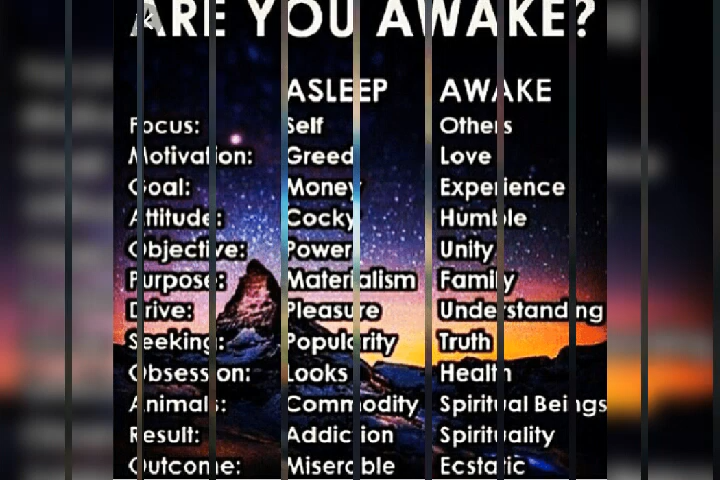 ARE YOU AWAKE?
ASLEEP AWAKE
Focus: Self Others
Motivation: Greed Love
Goal: Money Experience
Attitude: Cocky Humble
Objective: Power Unity
Purpose: Materialism Family
Drive: Pleasure Understanding
Seeking: Popularity Truth
Obsession: Looks Health
Animals: Commodity Spiritual Beings
Result: Addiction Spirituality
Outcome: Miserable Ecstatic